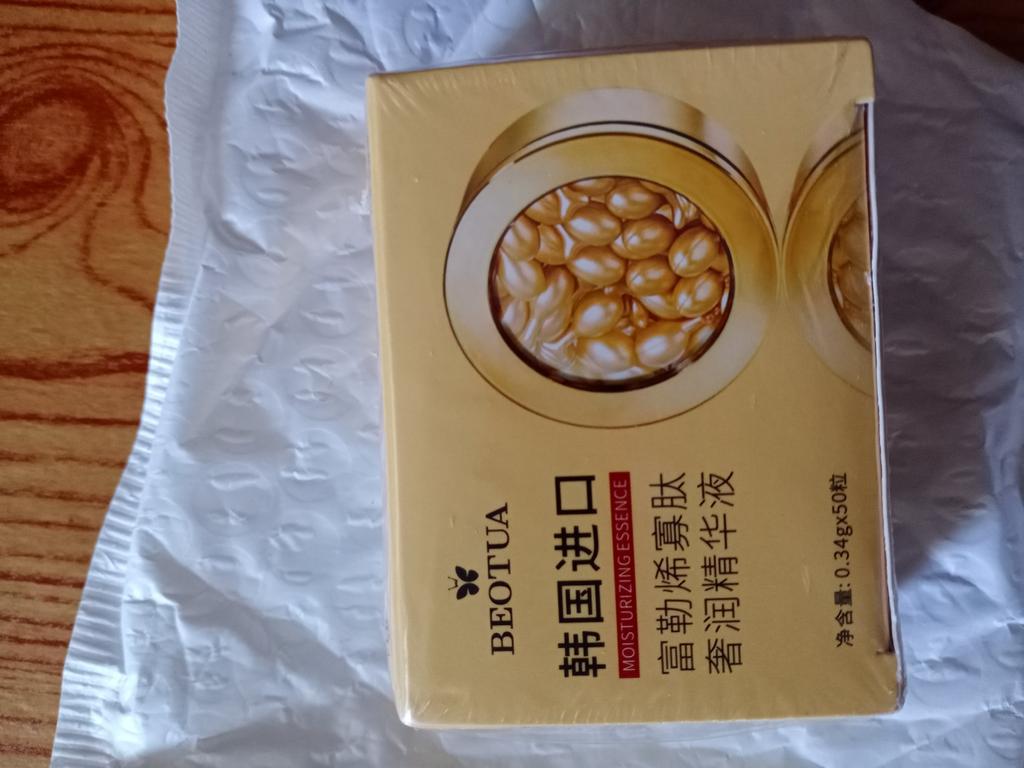 BEOTUA
韩国进口
MOISTURIZING ESSENCE
富勒烯寡肽
奢润精华液
净含量:0.34gx50粒